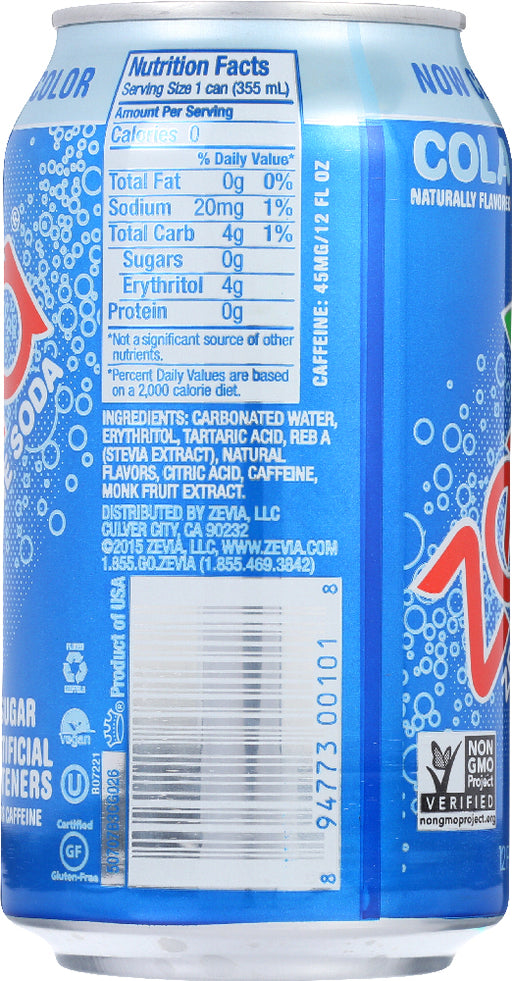 COLOR
Nutrition Facts
Serving Size 1 can (355 mL)
Amount Per Serving
Calories 0
% Daily Value*
Total Fat 0g 0%
Sodium 20mg 1%
Total Carb 4g 1%
Sugars 0g
Erythritol 4g
Protein 0g
*Not a significant source of other
nutrients.
*Percent Daily Values are based
on a 2,000 calorie diet.
CAFFEINE: 45MG/12 FL OZ
INGREDIENTS: CARBONATED WATER,
ERYTHRITOL, TARTARIC ACID, REB A
(STEVIA EXTRACT), NATURAL
FLAVORS, CITRIC ACID, CAFFEINE,
MONK FRUIT EXTRACT.
DISTRIBUTED BY ZEVIA, LLC
CULVER CITY, CA 90232
©2015 ZEVIA, LLC, WWW.ZEVIA.COM
1.855.GO.ZEVIA (1.855.469.3842)
Product of USA
8 94773 00101 8
B07221
vegan
U
Certified
GF
Gluten-Free
SODA
®
SUGAR
CAFFEINE
NOW
COLA
NATURALLY FLAVORED
NON
GMO
Project
VERIFIED
nongmoproject.org
12